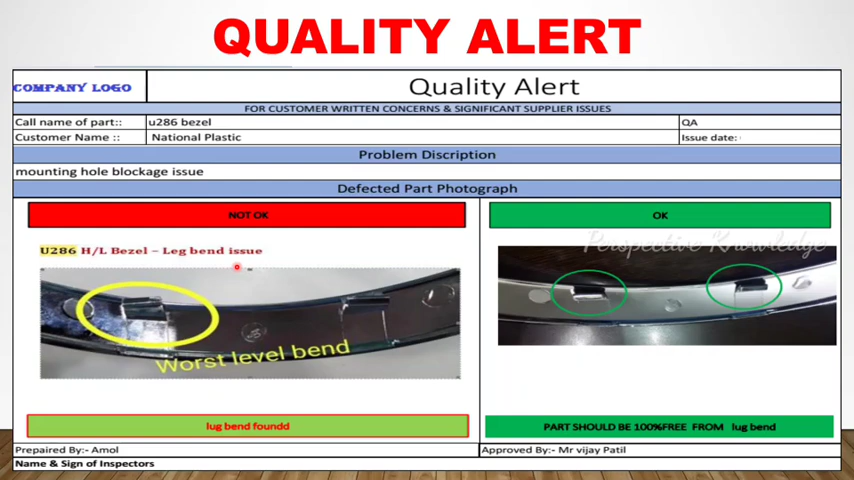 QUALITY ALERT
COMPANY LOGO
Quality Alert
FOR CUSTOMER WRITTEN CONCERNS & SIGNIFICANT SUPPLIER ISSUES
Call name of part:: u286 bezel QA
Customer Name :: National Plastic Issue date:
Problem Discription
mounting hole blockage issue
Defected Part Photograph
NOT OK
OK
Perspective Knowledge
U286 H/L Bezel – Leg bend issue
Worst level bend
lug bend foundd
PART SHOULD BE 100%FREE FROM lug bend
Prepaired By:- Amol
Approved By:- Mr vijay Patil
Name & Sign of Inspectors